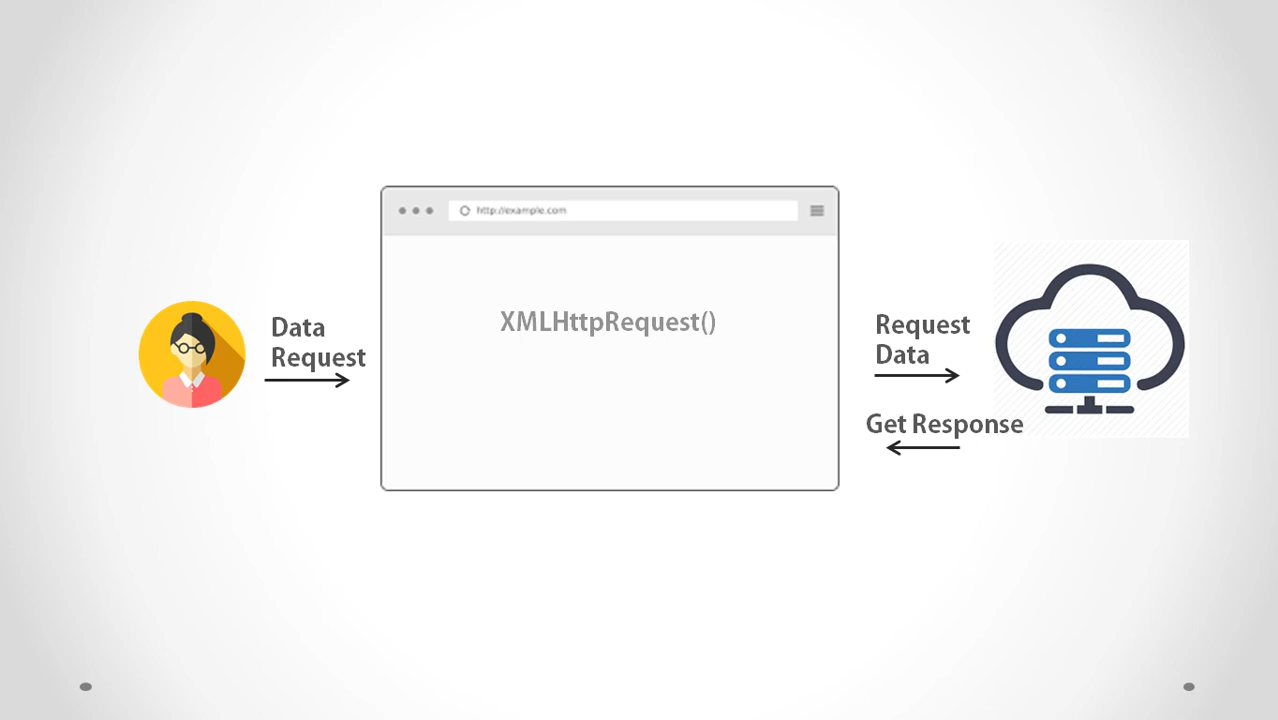 http://example.com
XMLHttpRequest()
Data
Request
Request
Data
Get Response